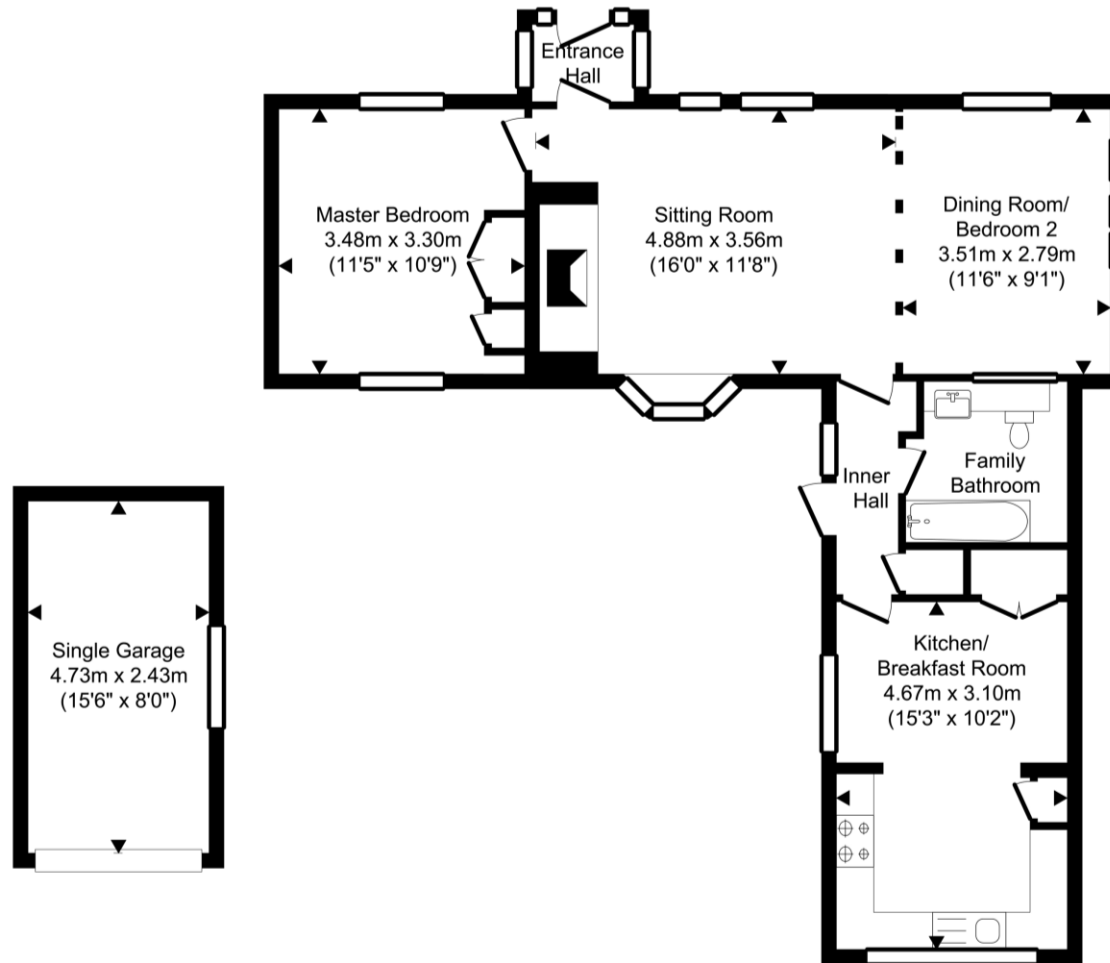 Entrance
Hall
Master Bedroom
3.48m x 3.30m
(11'5" x 10'9")
Sitting Room
4.88m x 3.56m
(16'0" x 11'8")
Dining Room/
Bedroom 2
3.51m x 2.79m
(11'6" x 9'1")
Inner
Hall
Family
Bathroom
Single Garage
4.73m x 2.43m
(15'6" x 8'0")
Kitchen/
Breakfast Room
4.67m x 3.10m
(15'3" x 10'2")